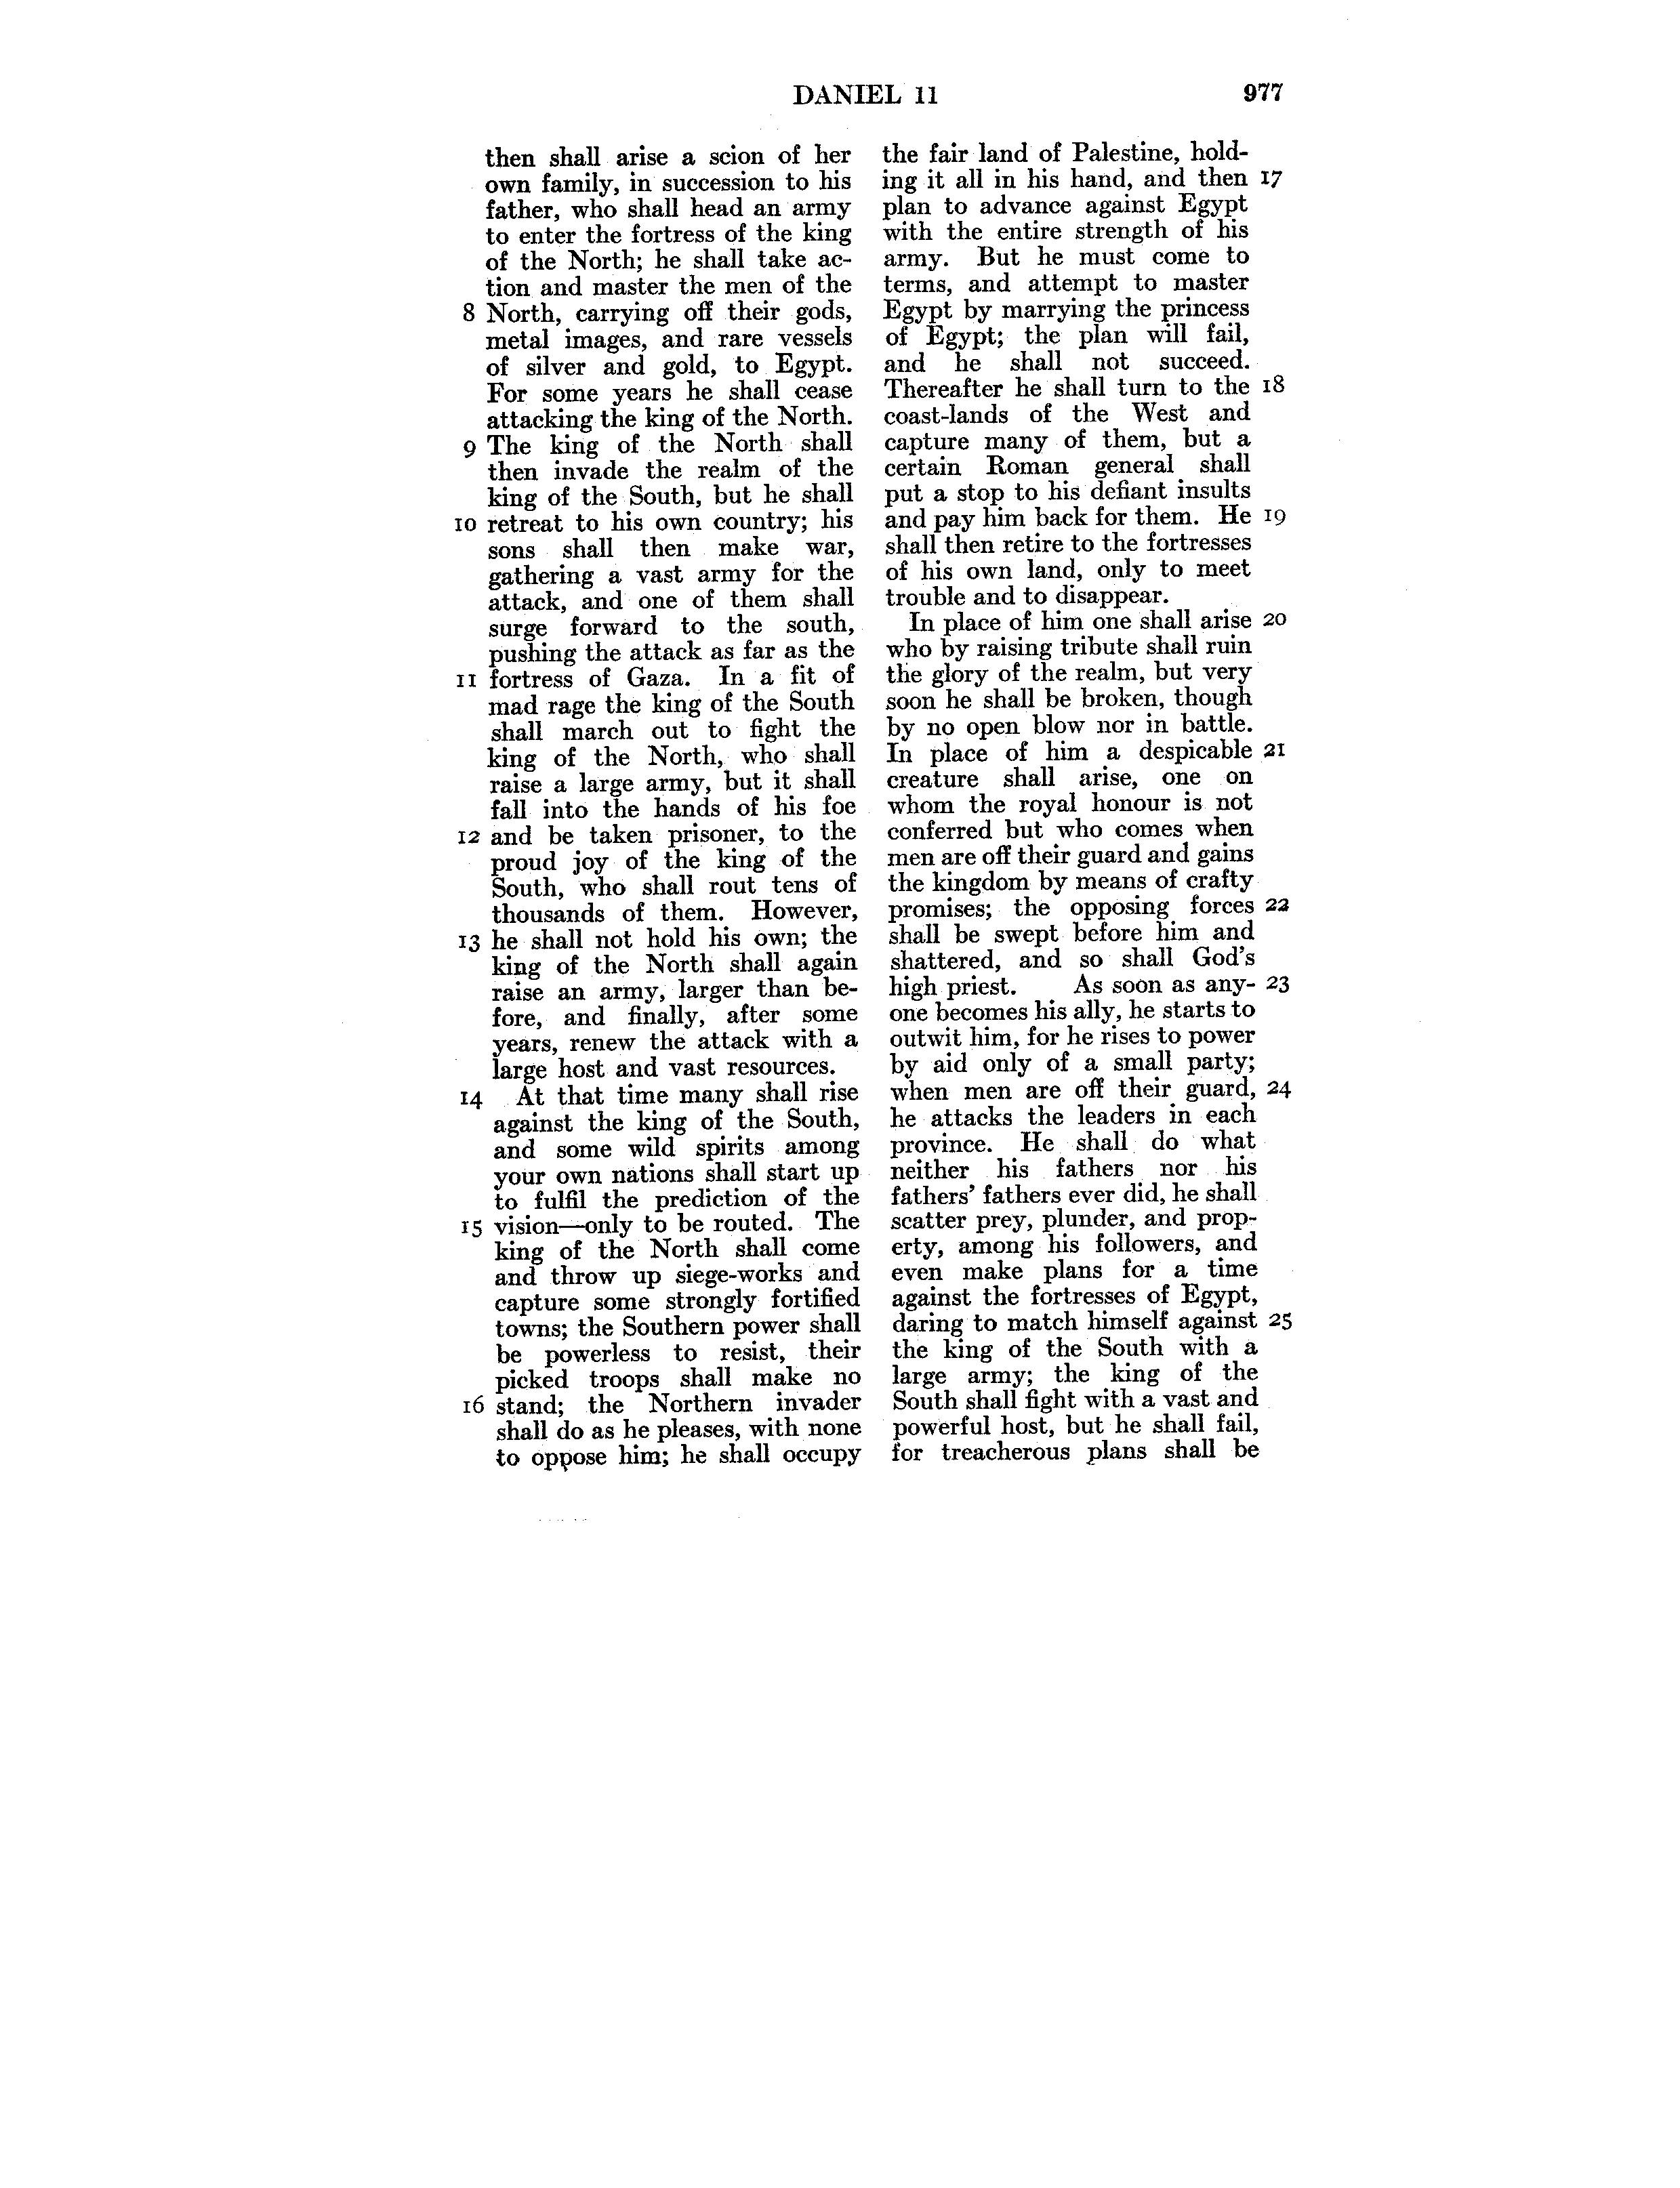 DANIEL 11 977
then shall arise a scion of her
own family, in succession to his
father, who shall head an army
to enter the fortress of the king
of the North; he shall take ac-
tion and master the men of the
8 North, carrying off their gods,
metal images, and rare vessels
of silver and gold, to Egypt.
For some years he shall cease
attacking the king of the North.
9 The king of the North shall
then invade the realm of the
king of the South, but he shall
10 retreat to his own country; his
sons shall then make war,
gathering a vast army for the
attack, and one of them shall
surge forward to the south,
pushing the attack as far as the
11 fortress of Gaza. In a fit of
mad rage the king of the South
shall march out to fight the
king of the North, who shall
raise a large army, but it shall
fall into the hands of his foe
12 and be taken prisoner, to the
proud joy of the king of the
South, who shall rout tens of
thousands of them. However,
13 he shall not hold his own; the
king of the North shall again
raise an army, larger than be-
fore, and finally, after some
years, renew the attack with a
large host and vast resources.
14 At that time many shall rise
against the king of the South,
and some wild spirits among
your own nations shall start up
to fulfil the prediction of the
15 vision—only to be routed. The
king of the North shall come
and throw up siege-works and
capture some strongly fortified
towns; the Southern power shall
be powerless to resist, their
picked troops shall make no
16 stand; the Northern invader
shall do as he pleases, with none
to oppose him; he shall occupy
the fair land of Palestine, hold-
ing it all in his hand, and then 17
plan to advance against Egypt
with the entire strength of his
army. But he must come to
terms, and attempt to master
Egypt by marrying the princess
of Egypt; the plan will fail,
and he shall not succeed.
Thereafter he shall turn to the 18
coast-lands of the West and
capture many of them, but a
certain Roman general shall
put a stop to his defiant insults
and pay him back for them. He 19
shall then retire to the fortresses
of his own land, only to meet
trouble and to disappear.
In place of him one shall arise 20
who by raising tribute shall ruin
the glory of the realm, but very
soon he shall be broken, though
by no open blow nor in battle.
In place of him a despicable 21
creature shall arise, one on
whom the royal honour is not
conferred but who comes when
men are off their guard and gains
the kingdom by means of crafty
promises; the opposing forces 22
shall be swept before him and
shattered, and so shall God's
high priest. As soon as any- 23
one becomes his ally, he starts to
outwit him, for he rises to power
by aid only of a small party;
when men are off their guard, 24
he attacks the leaders in each
province. He shall do what
neither his fathers nor his
fathers' fathers ever did, he shall
scatter prey, plunder, and prop-
erty, among his followers, and
even make plans for a time
against the fortresses of Egypt,
daring to match himself against 25
the king of the South with a
large army; the king of the
South shall fight with a vast and
powerful host, but he shall fail,
for treacherous plans shall be